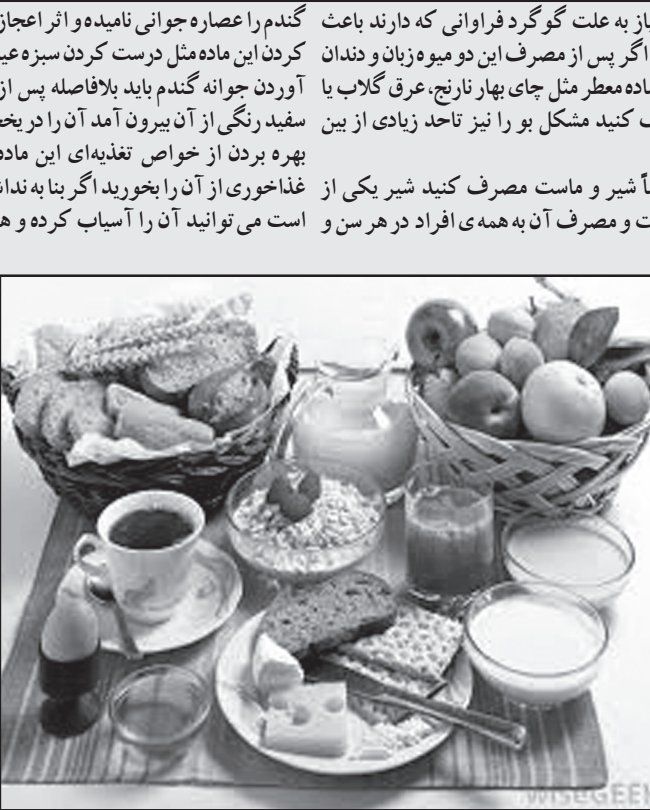 یاز به علت گوگرد فراوانی که دارند باعث
اگر پس از مصرف این دو میوه زبان و دندان
ماده معطر مثل چای بهار نارنج، عرق گلاب یا
ف کنید مشکل بو را نیز تاحد زیادی از بین
شیر و ماست مصرف کنید شیر یکی از
ت و مصرف آن به همه ی افراد در هر سن و
گندم را عصاره جوانی نامیده و اثر اعجاز
کردن این ماده مثل درست کردن سبزه عید
آوردن جوانه گندم باید بلافاصله پس از
سفید رنگی از آن بیرون آمد آن را در یخچ
بهره بردن از خواص تغذیه‌ای این ماده
غذاخوری از آن را بخورید اگر بنا به ندا
است می‌توانید آن را آسیاب کرده و ه
WISEGEEK